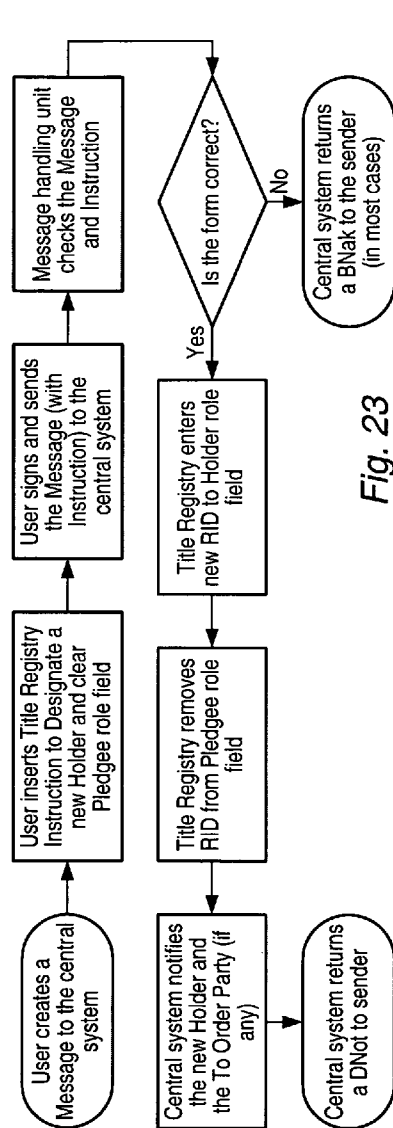 User creates a
Message to the central
system
User inserts Title Registry
Instruction to Designate a
new Holder and clear
Pledgee role field
User signs and sends
the Message (with
Instruction) to the
central system
Message handling unit
checks the Message
and Instruction
Is the form correct?
Yes
No
Central system returns
a BNak to the sender
(in most cases)
Title Registry enters
new RID to Holder role
field
Title Registry removes
RID from Pledgee role
field
Central system notifies
the new Holder and
the To Order Party (if
any)
Central system returns
a DNot to sender
Fig. 23